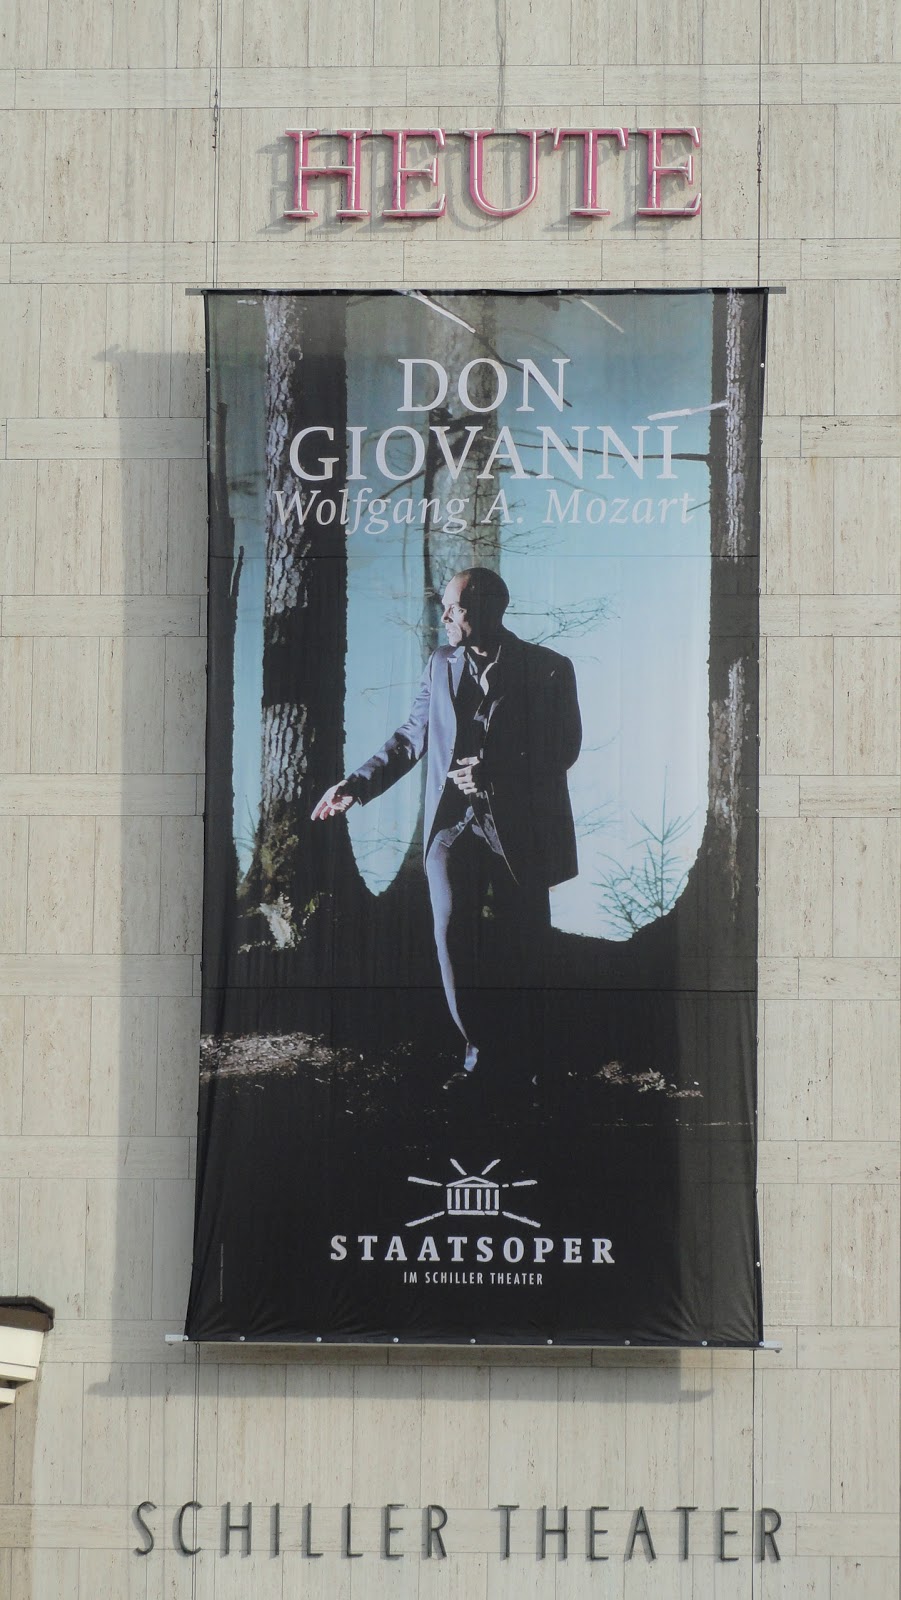 HEUTE
DON
GIOVANNI
Wolfgang A. Mozart
STAATSOPER
IM SCHILLER THEATER
SCHILLER THEATER